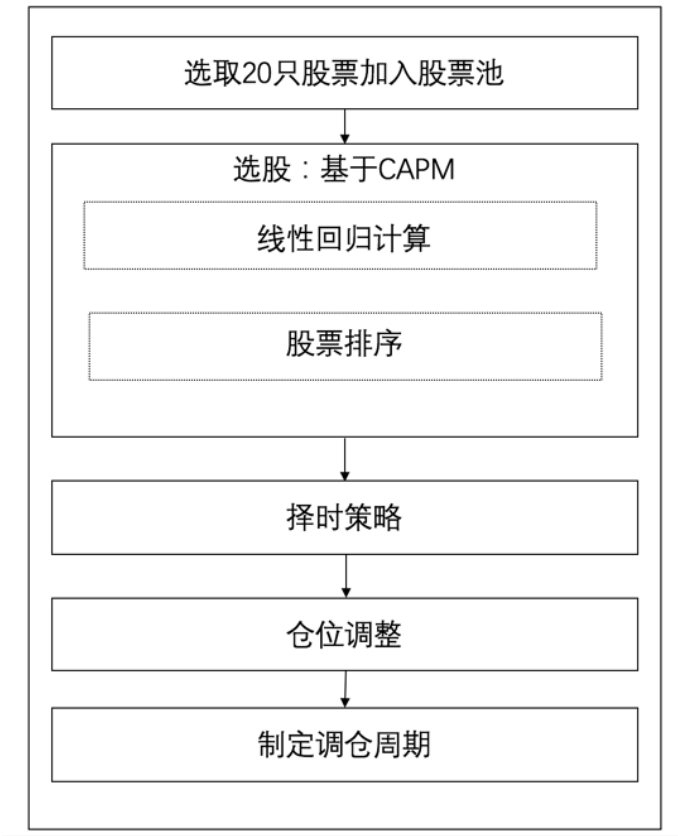 选取20只股票加入股票池
选股：基于CAPM
线性回归计算
股票排序
择时策略
仓位调整
制定调仓周期